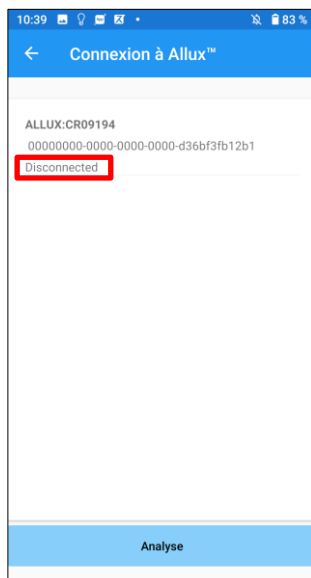 10:39 83 %
Connexion à Allux™
ALLUX:CR09194
00000000-0000-0000-0000-d36bf3fb12b1
Disconnected
Analyse